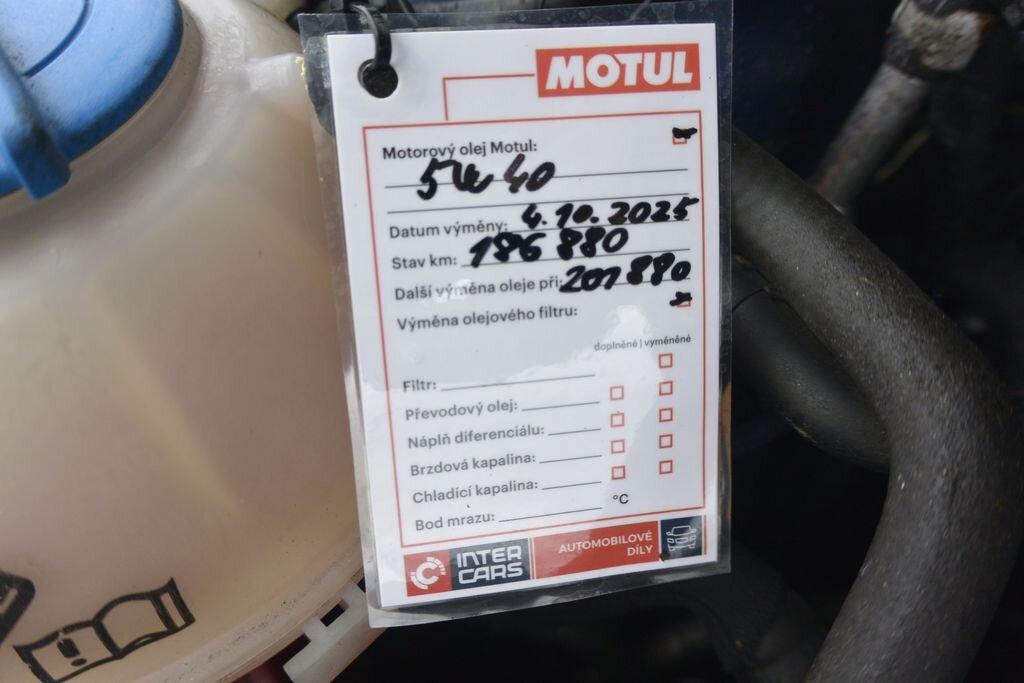 MOTUL
Motorový olej Motul:
5W40
Datum výměny: 4.10.2025
Stav km: 186 880
Další výměna oleje při: 201 880
Výměna olejového filtru:
doplněné | vyměněné
Filtr:
Převodový olej:
Náplň diferenciálu:
Brzdová kapalina:
Chladící kapalina:
Bod mrazu: °C
INTER CARS
AUTOMOBILOVÉ
DÍLY